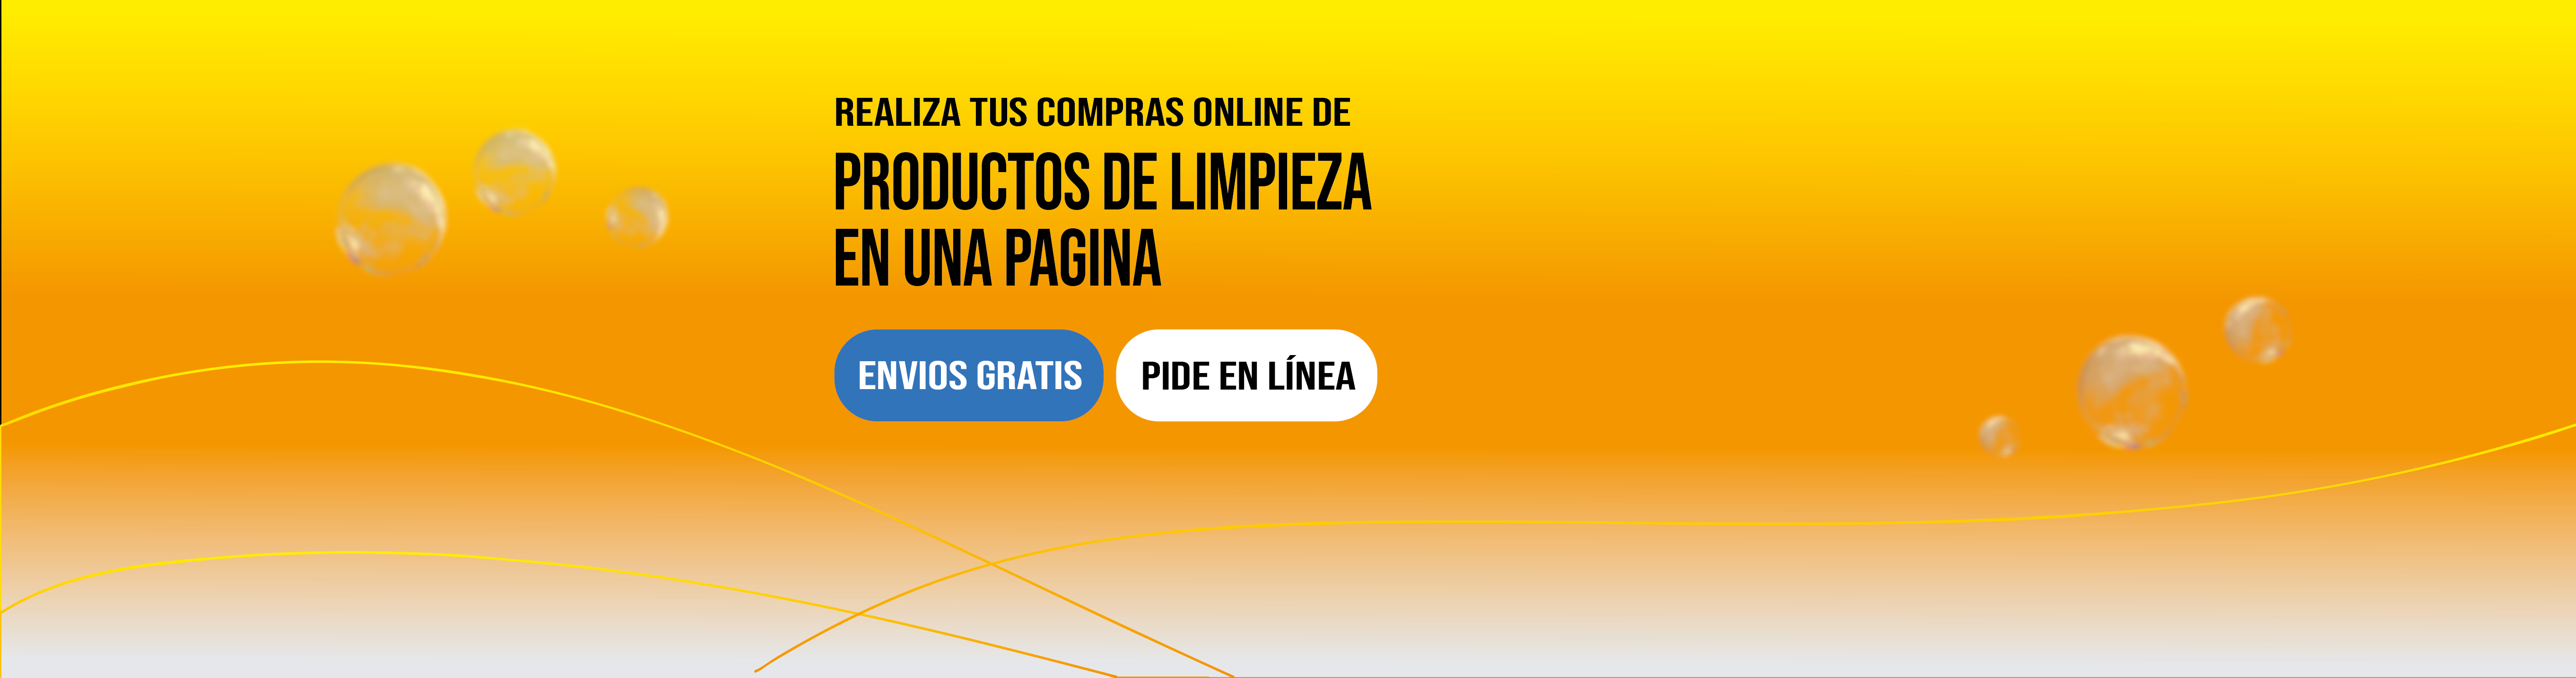 REALIZA TUS COMPRAS ONLINE DE
PRODUCTOS DE LIMPIEZA
EN UNA PAGINA
ENVIOS GRATIS
PIDE EN LÍNEA